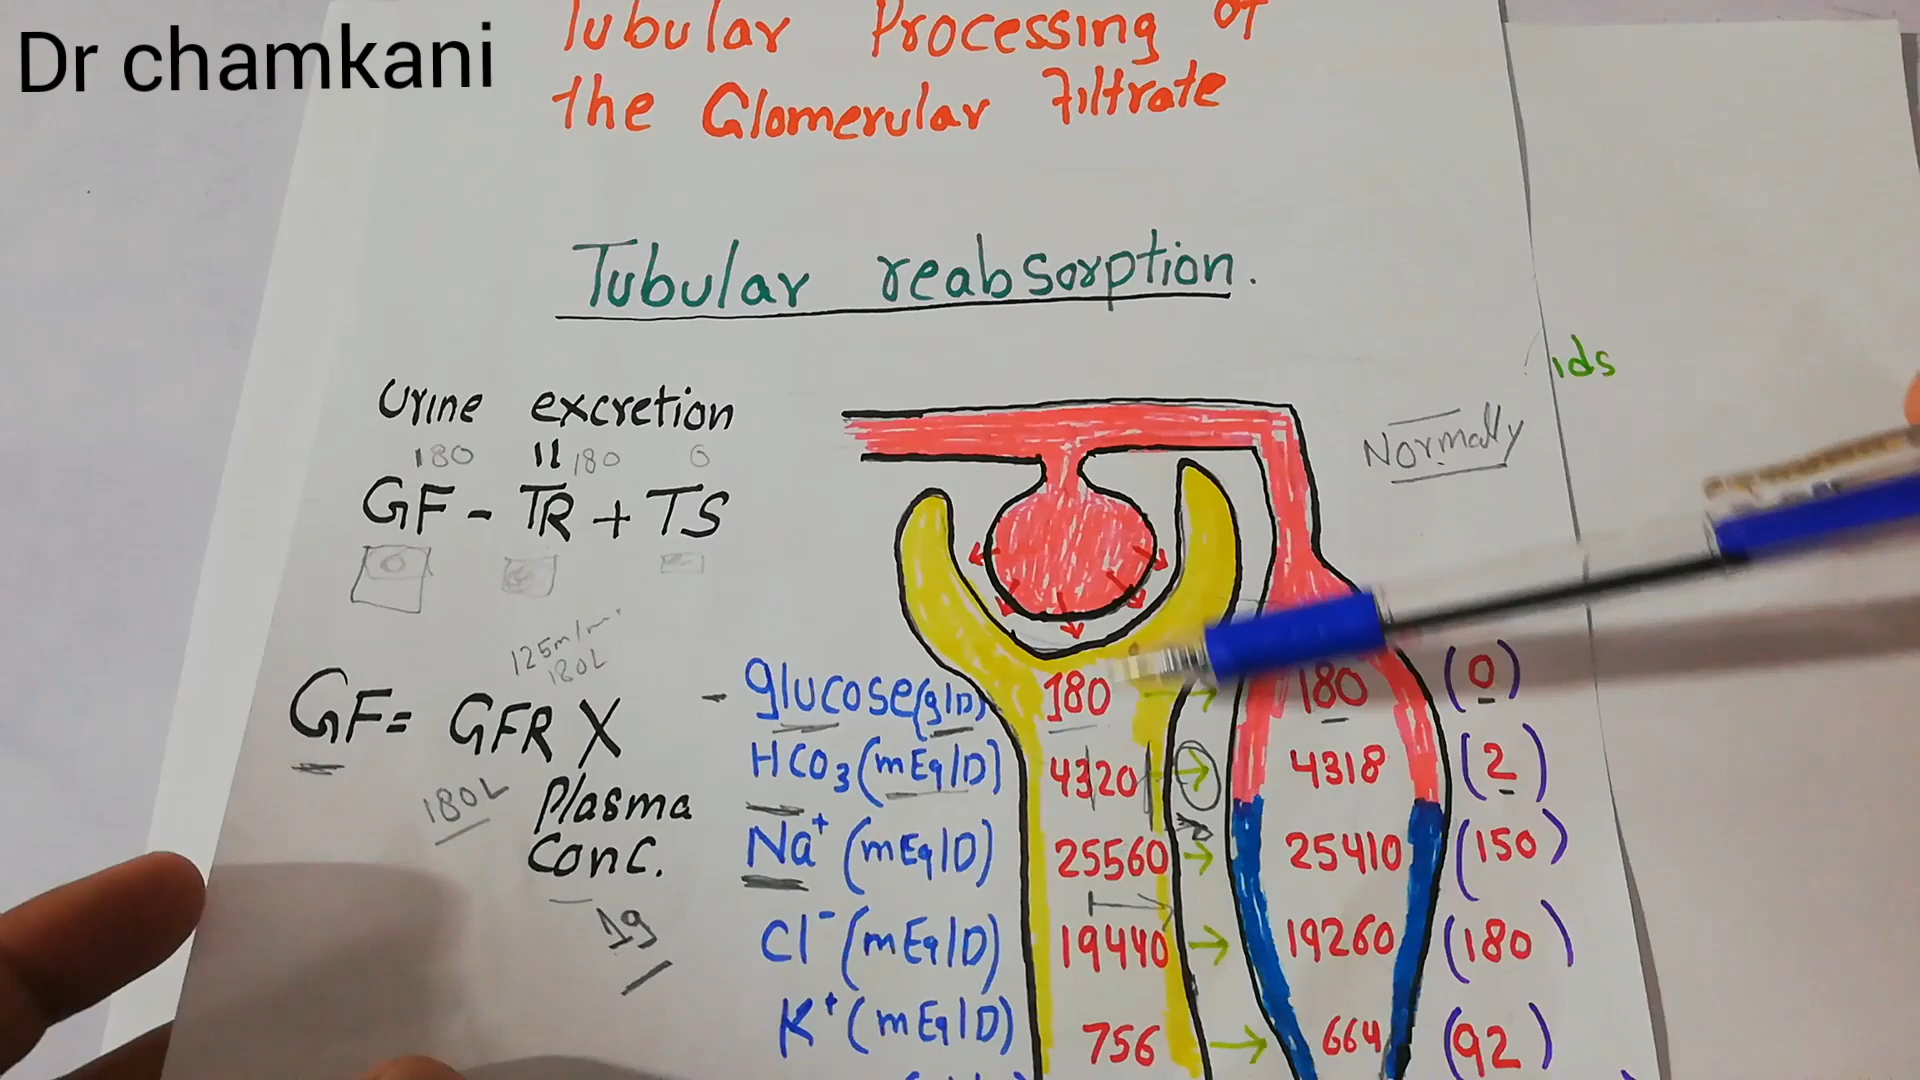 Dr chamkani
Tubular Processing of
the Glomerular Filtrate
Tubular reabsorption.
ids
Urine excretion
180 180 0
GF - TR + TS
Normally
125m/m
180L
GF = GFR X
Plasma
Conc.
180L
1g
- glucose (g/D) 180 → 180 (0)
HCO3 (mEq/D) 4320 → 4318 (2)
Na+ (mEq/D) 25560 → 25410 (150)
Cl- (mEq/D) 19440 → 19260 (180)
K+ (mEq/D) 756 → 664 (92)